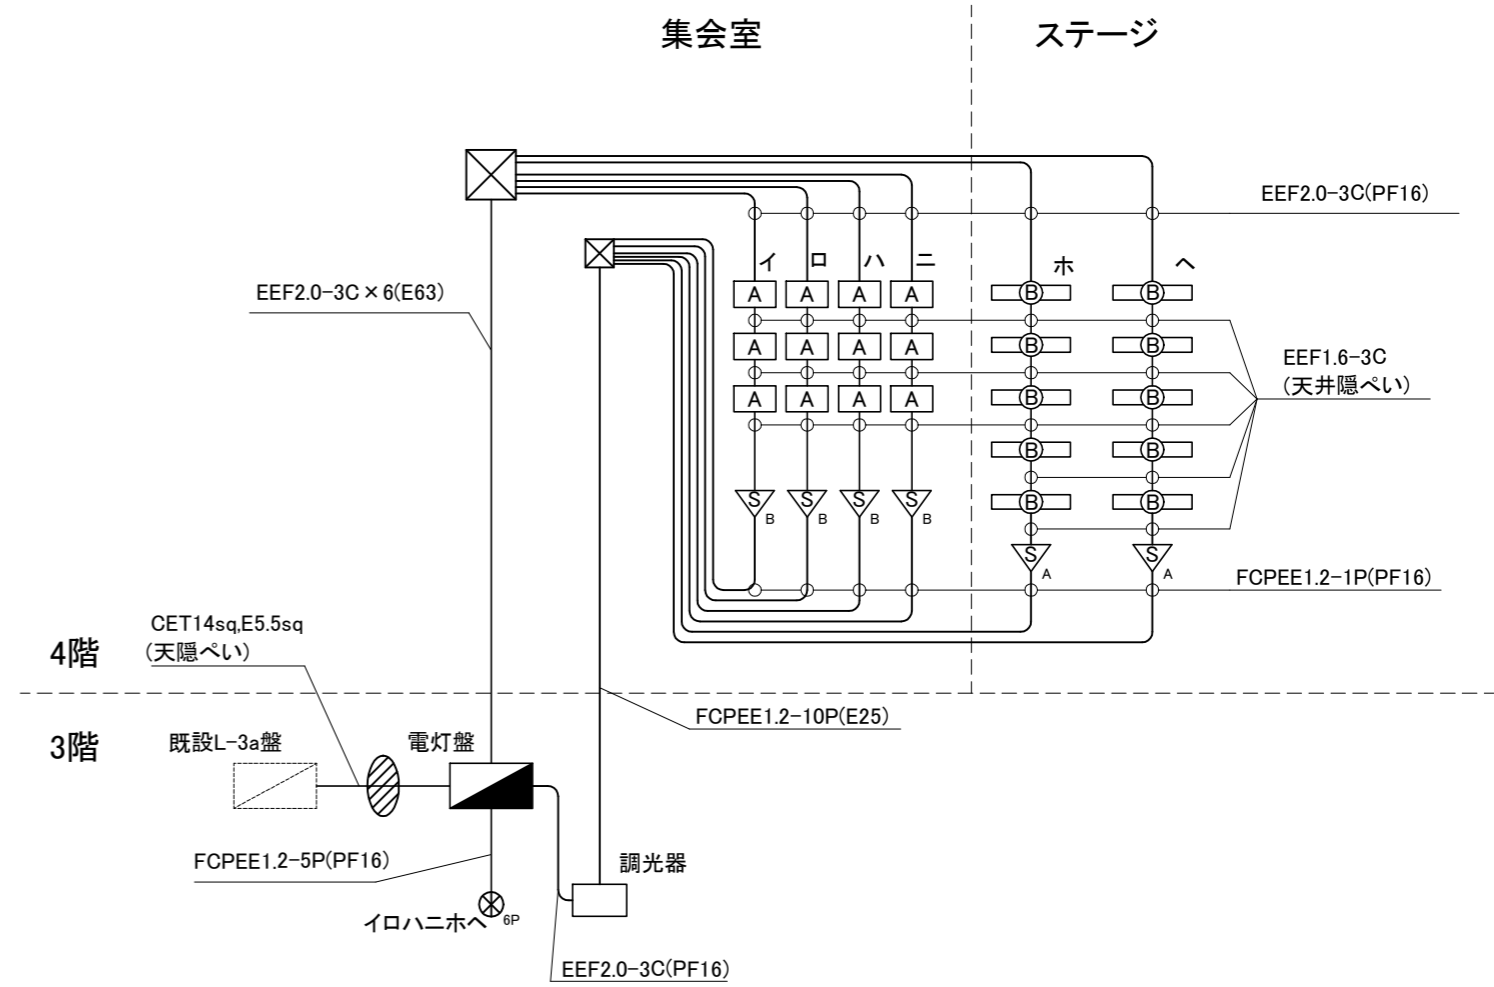 集会室 ステージ
EEF2.0-3C(PF16)
イ ロ ハ ニ ホ ヘ
EEF2.0-3C×6(E63)
A A A A B B
A A A A B B
EEF1.6-3C
(天井隠ぺい)
A A A A B B
B B
S S S S B B
B B B B
S S
A A
FCPEE1.2-1P(PF16)
CET14sq,E5.5sq
(天隠ぺい)
4階
FCPEE1.2-10P(E25)
3階
既設L-3a盤 電灯盤
FCPEE1.2-5P(PF16)
調光器
イロハニホヘ 6P
EEF2.0-3C(PF16)